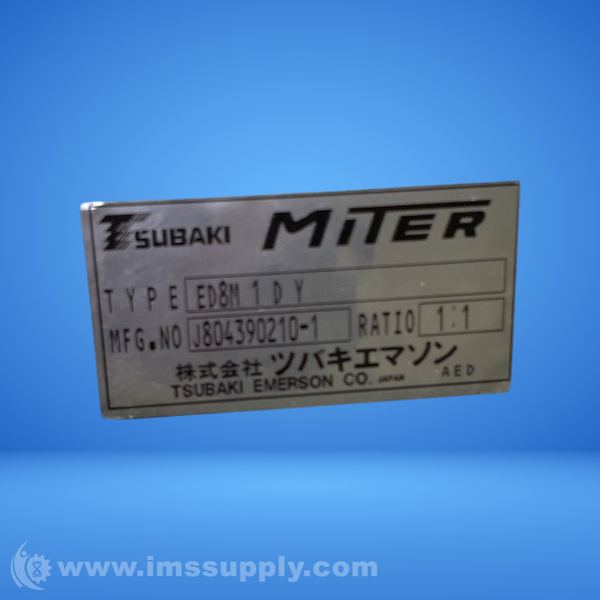 TSUBAKI MITER
TYPE ED8M 1 D Y
MFG.NO J804390210-1 RATIO 1:1
株式会社 ツバキエマソン
TSUBAKI EMERSON CO. JAPAN AED
www.imssupply.com